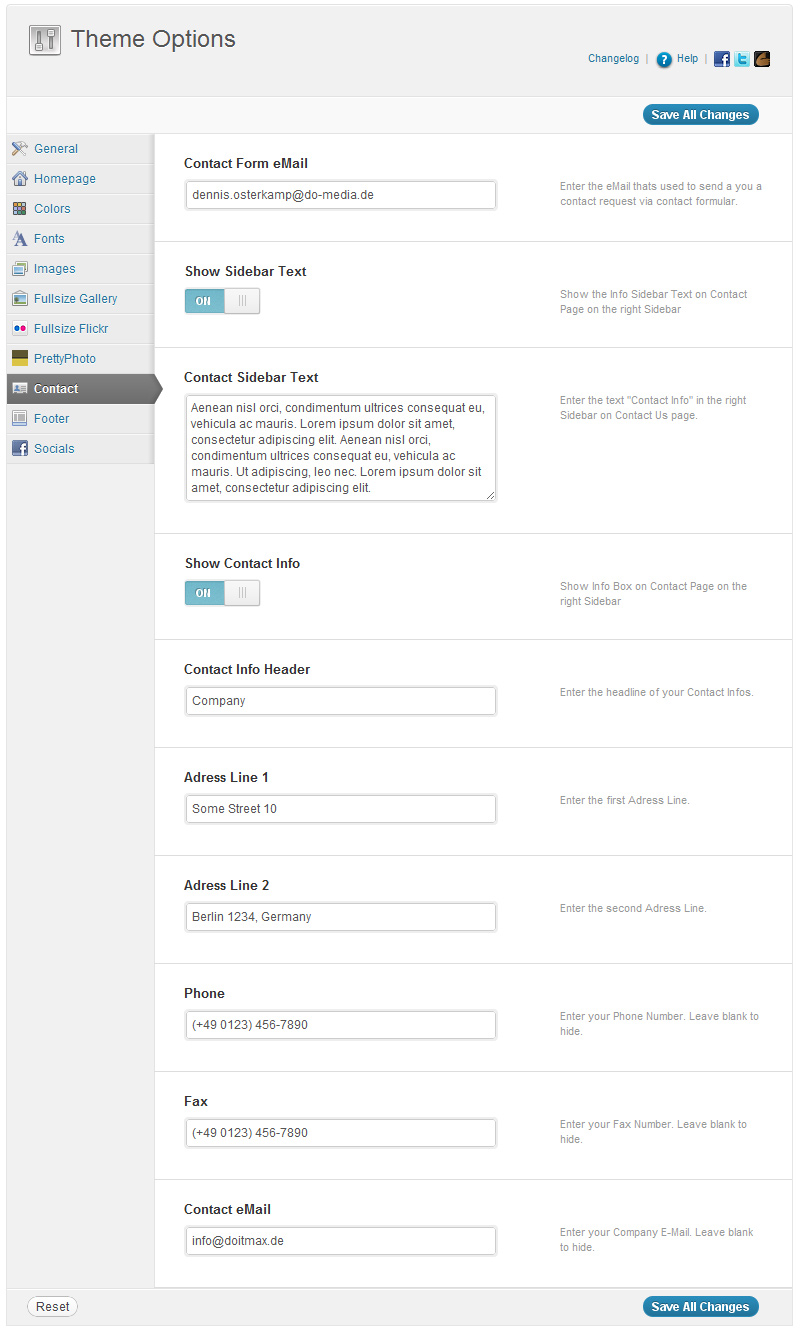 Theme Options
Changelog | ? Help |
Save All Changes
General
Homepage
Colors
Fonts
Images
Fullsize Gallery
Fullsize Flickr
PrettyPhoto
Contact
Footer
Socials
Contact Form eMail
dennis.osterkamp@do-media.de
Enter the eMail thats used to send a you a
contact request via contact formular.
Show Sidebar Text
ON
Show the Info Sidebar Text on Contact
Page on the right Sidebar
Contact Sidebar Text
Aenean nisl orci, condimentum ultrices consequat eu,
vehicula ac mauris. Lorem ipsum dolor sit amet,
consectetur adipiscing elit. Aenean nisl orci,
condimentum ultrices consequat eu, vehicula ac
mauris. Ut adipiscing, leo nec. Lorem ipsum dolor sit
amet, consectetur adipiscing elit.
Enter the text "Contact Info" in the right
Sidebar on Contact Us page.
Show Contact Info
ON
Show Info Box on Contact Page on the
right Sidebar
Contact Info Header
Company
Enter the headline of your Contact Infos.
Adress Line 1
Some Street 10
Enter the first Adress Line.
Adress Line 2
Berlin 1234, Germany
Enter the second Adress Line.
Phone
(+49 0123) 456-7890
Enter your Phone Number. Leave blank to
hide.
Fax
(+49 0123) 456-7890
Enter your Fax Number. Leave blank to
hide.
Contact eMail
info@doitmax.de
Enter your Company E-Mail. Leave blank
to hide.
Reset
Save All Changes